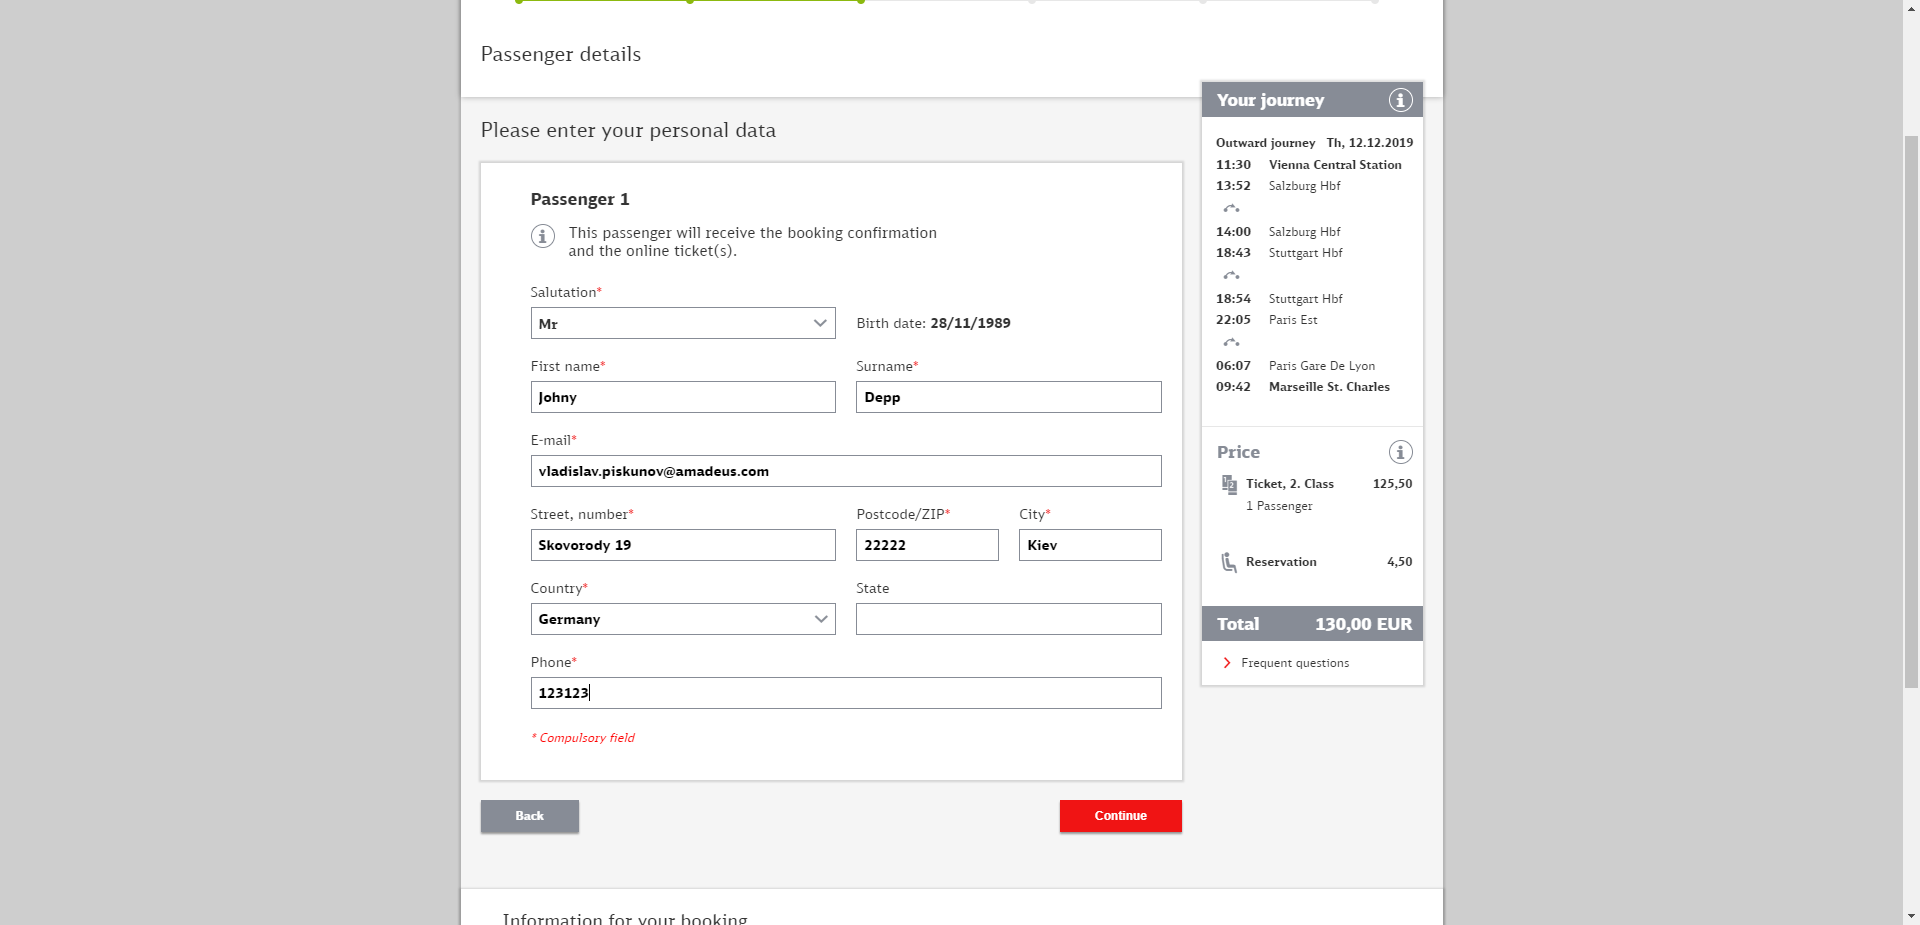 Passenger details
Please enter your personal data
Passenger 1
This passenger will receive the booking confirmation
and the online ticket(s).
Salutation*
Mr
Birth date: 28/11/1989
First name*
Surname*
Johny
Depp
E-mail*
vladislav.piskunov@amadeus.com
Street, number*
Postcode/ZIP*
City*
Skovorody 19
22222
Kiev
Country*
State
Germany
Phone*
123123
* Compulsory field
Back
Continue
Your journey
Outward journey Th, 12.12.2019
11:30 Vienna Central Station
13:52 Salzburg Hbf
14:00 Salzburg Hbf
18:43 Stuttgart Hbf
18:54 Stuttgart Hbf
22:05 Paris Est
06:07 Paris Gare De Lyon
09:42 Marseille St. Charles
Price
Ticket, 2. Class 125,50
1 Passenger
Reservation 4,50
Total 130,00 EUR
Frequent questions
Information for your booking